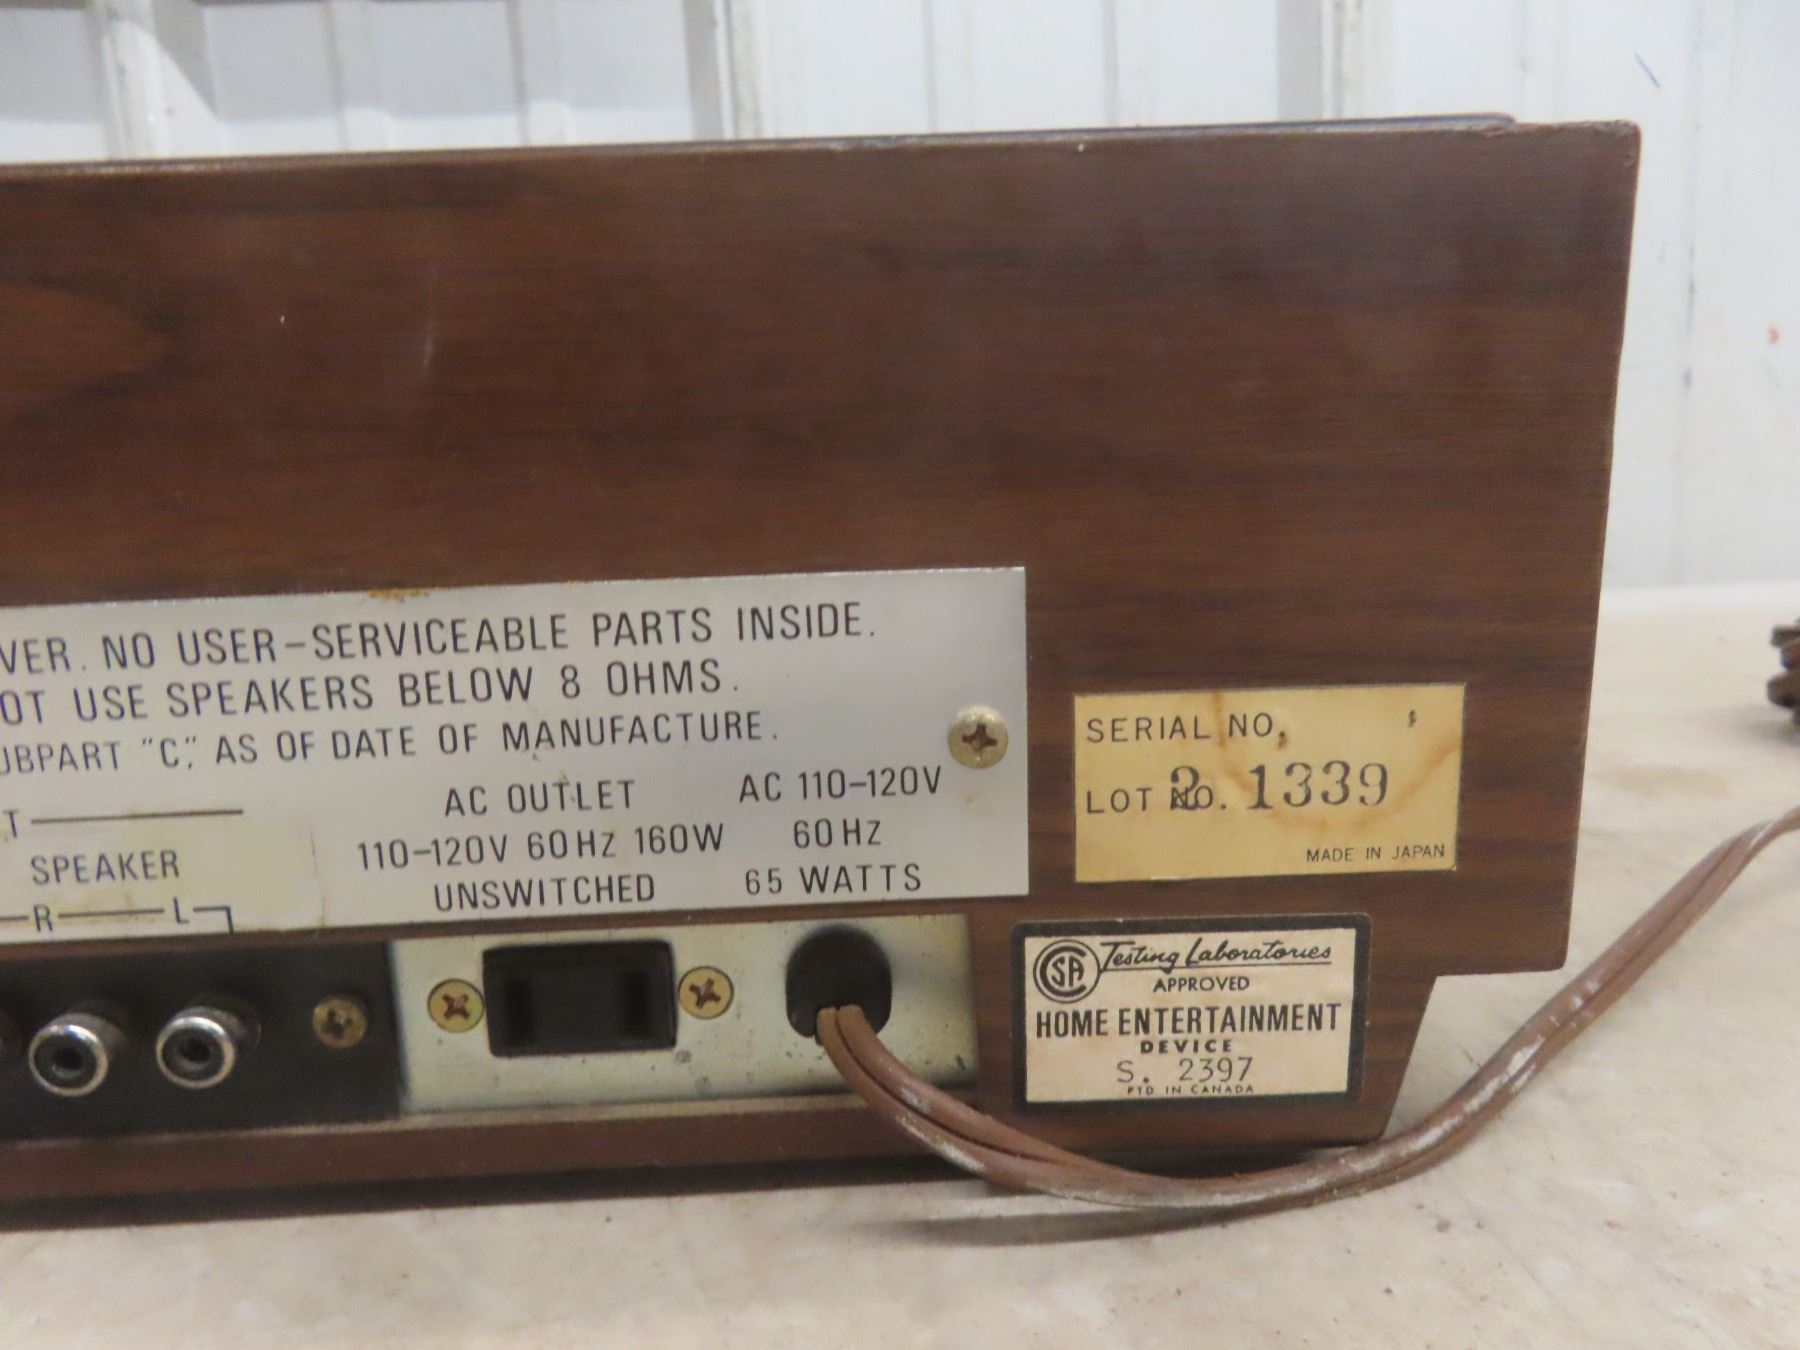 VER. NO USER-SERVICEABLE PARTS INSIDE.
OT USE SPEAKERS BELOW 8 OHMS.
UBPART "C", AS OF DATE OF MANUFACTURE.
T
SPEAKER
R L
AC OUTLET
110-120V 60HZ 160W
UNSWITCHED
AC 110-120V
60HZ
65 WATTS
SERIAL NO.
LOT NO. 1339
MADE IN JAPAN
CSA Testing Laboratories
APPROVED
HOME ENTERTAINMENT
DEVICE
S. 2397
PTD IN CANADA